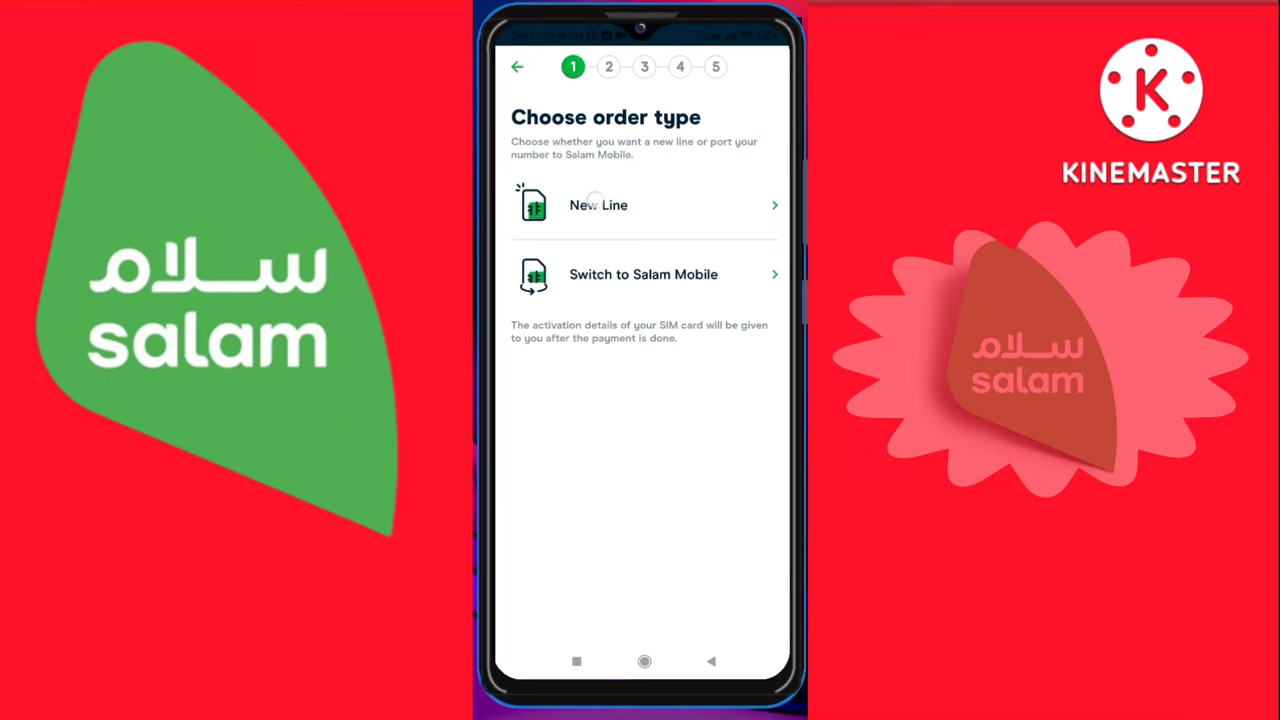 سلام
salam
1 2 3 4 5
Choose order type
Choose whether you want a new line or port your
number to Salam Mobile.
New Line
Switch to Salam Mobile
The activation details of your SIM card will be given
to you after the payment is done.
K
KINEMASTER
سلام
salam